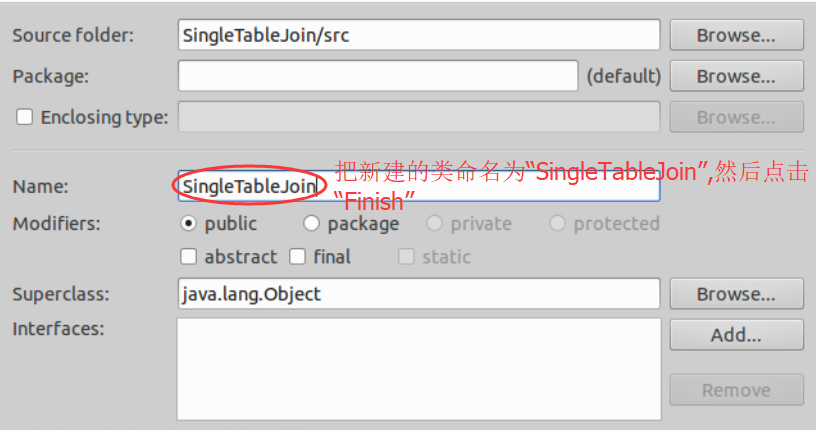 Source folder: SingleTableJoin/src Browse...
Package: (default) Browse...
Enclosing type: Browse...
把新建的类命名为“SingleTableJoin”,然后点击
Name: SingleTableJoin “Finish”
Modifiers: public package private protected
abstract final static
Superclass: java.lang.Object Browse...
Interfaces: Add...
Remove